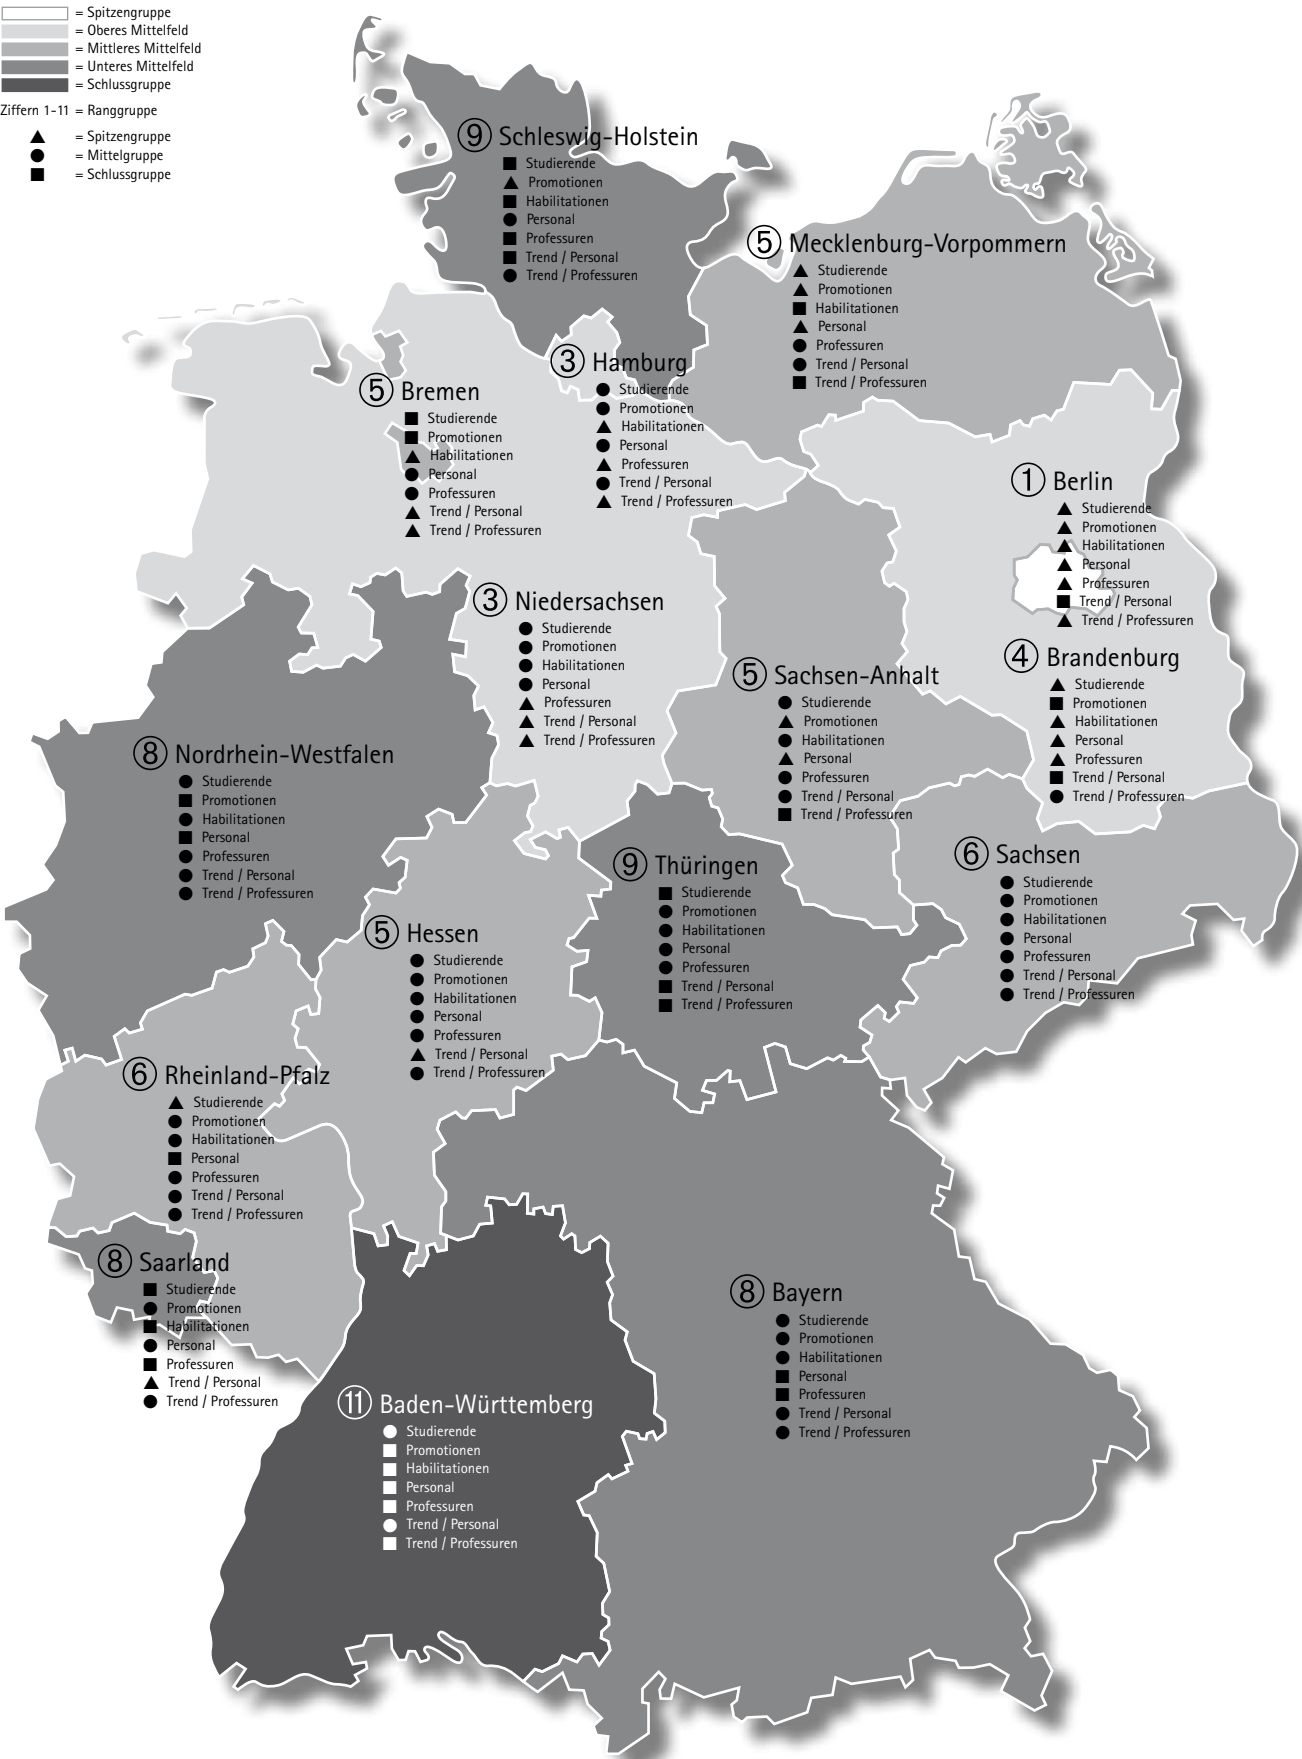 = Spitzengruppe
= Oberes Mittelfeld
= Mittleres Mittelfeld
= Unteres Mittelfeld
= Schlussgruppe
Ziffern 1-11 = Ranggruppe
▲ = Spitzengruppe
● = Mittelgruppe
■ = Schlussgruppe
⑨ Schleswig-Holstein
■ Studierende
▲ Promotionen
■ Habilitationen
● Personal
■ Professuren
■ Trend / Personal
● Trend / Professuren
⑤ Mecklenburg-Vorpommern
▲ Studierende
▲ Promotionen
■ Habilitationen
▲ Personal
● Professuren
● Trend / Personal
■ Trend / Professuren
③ Hamburg
● Studierende
● Promotionen
▲ Habilitationen
● Personal
▲ Professuren
● Trend / Personal
▲ Trend / Professuren
⑤ Bremen
■ Studierende
■ Promotionen
▲ Habilitationen
● Personal
● Professuren
▲ Trend / Personal
▲ Trend / Professuren
① Berlin
▲ Studierende
▲ Promotionen
▲ Habilitationen
▲ Personal
▲ Professuren
■ Trend / Personal
▲ Trend / Professuren
③ Niedersachsen
● Studierende
● Promotionen
● Habilitationen
● Personal
▲ Professuren
▲ Trend / Personal
▲ Trend / Professuren
④ Brandenburg
▲ Studierende
■ Promotionen
▲ Habilitationen
▲ Personal
▲ Professuren
■ Trend / Personal
● Trend / Professuren
⑤ Sachsen-Anhalt
● Studierende
▲ Promotionen
● Habilitationen
▲ Personal
● Professuren
● Trend / Personal
■ Trend / Professuren
⑧ Nordrhein-Westfalen
● Studierende
■ Promotionen
● Habilitationen
■ Personal
● Professuren
● Trend / Personal
● Trend / Professuren
⑥ Sachsen
● Studierende
● Promotionen
● Habilitationen
● Personal
● Professuren
● Trend / Personal
● Trend / Professuren
⑨ Thüringen
■ Studierende
● Promotionen
● Habilitationen
● Personal
● Professuren
■ Trend / Personal
■ Trend / Professuren
⑤ Hessen
● Studierende
● Promotionen
● Habilitationen
● Personal
● Professuren
▲ Trend / Personal
● Trend / Professuren
⑥ Rheinland-Pfalz
▲ Studierende
● Promotionen
● Habilitationen
■ Personal
● Professuren
● Trend / Personal
● Trend / Professuren
⑧ Saarland
■ Studierende
● Promotionen
■ Habilitationen
● Personal
■ Professuren
▲ Trend / Personal
● Trend / Professuren
⑧ Bayern
● Studierende
● Promotionen
● Habilitationen
■ Personal
■ Professuren
● Trend / Personal
● Trend / Professuren
⑪ Baden-Württemberg
● Studierende
■ Promotionen
■ Habilitationen
■ Personal
■ Professuren
● Trend / Personal
■ Trend / Professuren